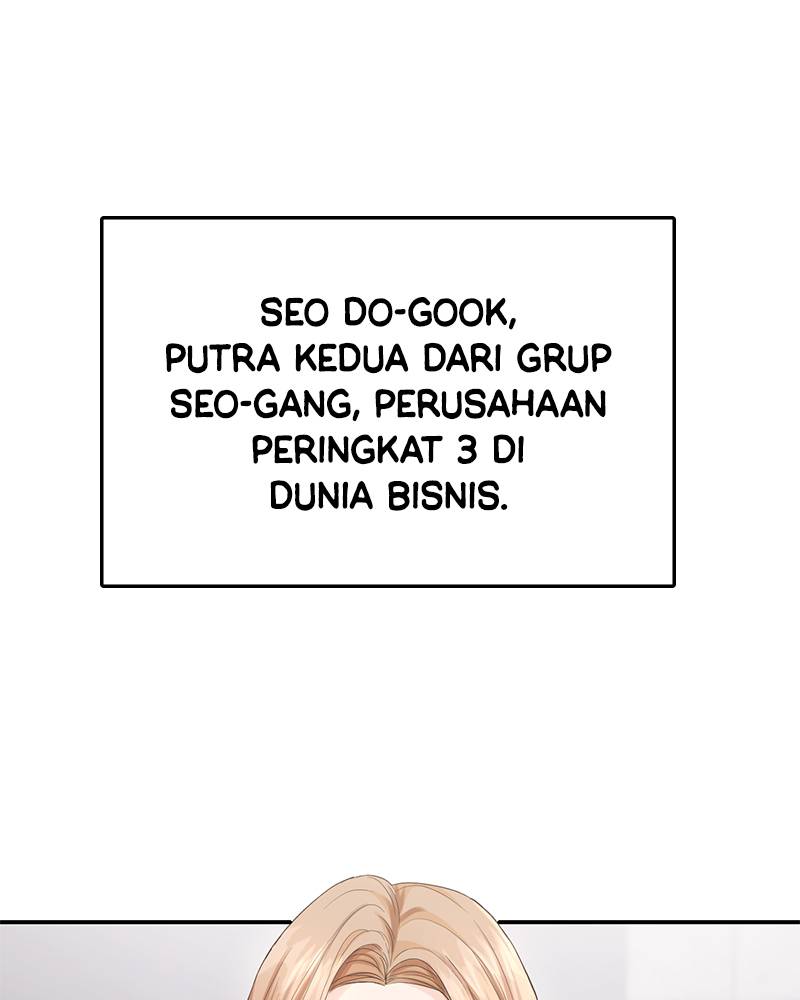 SEO DO-GOOK,
PUTRA KEDUA DARI GRUP
SEO-GANG, PERUSAHAAN
PERINGKAT 3 DI
DUNIA BISNIS.